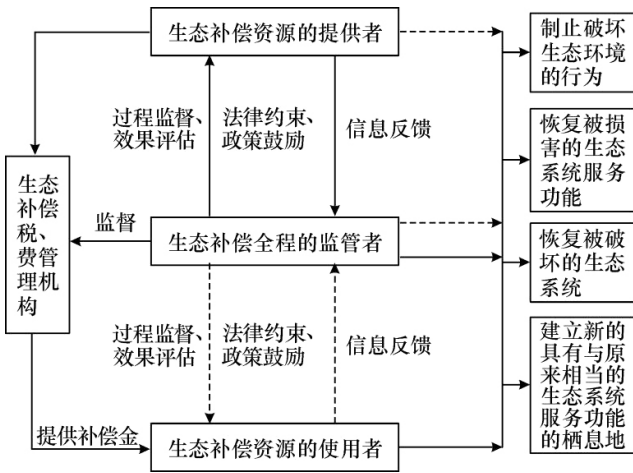 生态补偿资源的提供者
制止破坏
生态环境
的行为
过程监督、
效果评估
法律约束、
政策鼓励
信息反馈
恢复被损
害的生态
系统服务
功能
生态
补偿
税、
费管
理机
构
监督
生态补偿全程的监管者
恢复被破
坏的生态
系统
过程监督、
效果评估
法律约束、
政策鼓励
信息反馈
建立新的
具有与原
来相当的
生态系统
服务功能
的栖息地
提供补偿金
生态补偿资源的使用者